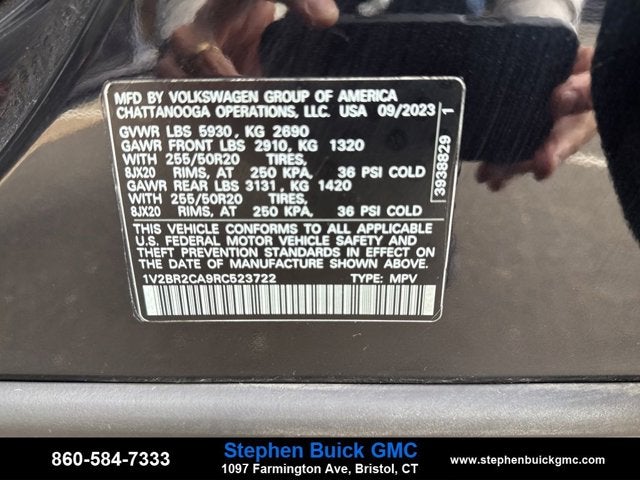 MFD BY VOLKSWAGEN GROUP OF AMERICA
CHATTANOOGA OPERATIONS, LLC. USA 09/2023
GVWR LBS 5930, KG 2690
GAWR FRONT LBS 2910, KG 1320
WITH 255/50R20 TIRES,
8JX20 RIMS, AT 250 KPA, 36 PSI COLD
GAWR REAR LBS 3131, KG 1420
WITH 255/50R20 TIRES,
8JX20 RIMS, AT 250 KPA, 36 PSI COLD
3938829 1
THIS VEHICLE CONFORMS TO ALL APPLICABLE
U.S. FEDERAL MOTOR VEHICLE SAFETY AND
THEFT PREVENTION STANDARDS IN EFFECT ON
THE DATE OF MANUFACTURE SHOWN ABOVE.
1V2BR2CA9RC523722 TYPE: MPV
860-584-7333
Stephen Buick GMC
1097 Farmington Ave, Bristol, CT
www.stephenbuickgmc.com